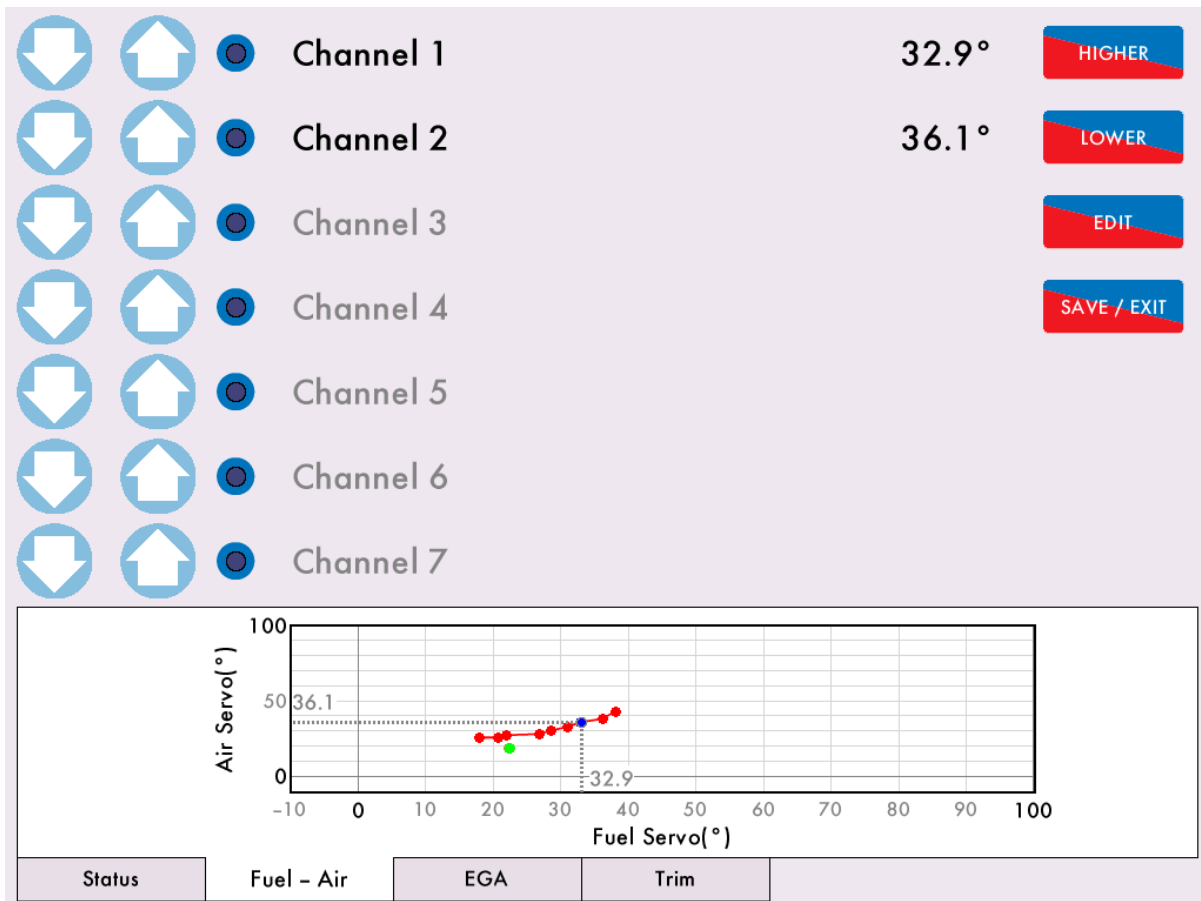 Channel 1 32.9° HIGHER
Channel 2 36.1° LOWER
Channel 3 EDIT
Channel 4 SAVE / EXIT
Channel 5
Channel 6
Channel 7
100
50
0
Air Servo(°)
36.1
32.9
-10 0 10 20 30 40 50 60 70 80 90 100
Fuel Servo(°)
Status Fuel – Air EGA Trim